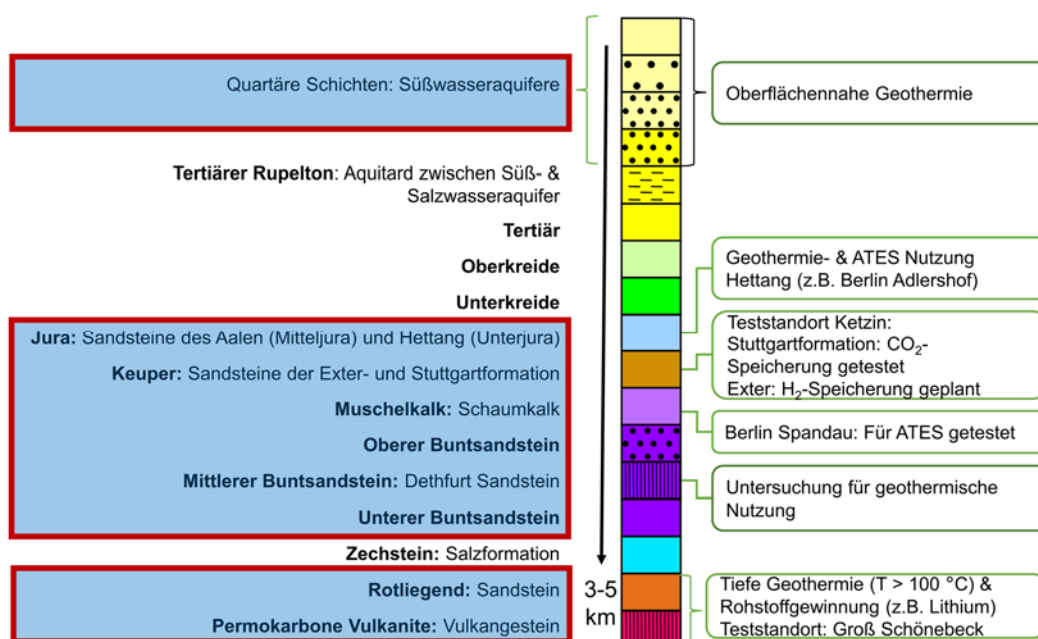 Quartäre Schichten: Süßwasseraquifere
Tertiärer Rupelton: Aquitard zwischen Süß- &
Salzwasseraquifer
Tertiär
Oberkreide
Unterkreide
Jura: Sandsteine des Aalen (Mitteljura) und Hettang (Unterjura)
Keuper: Sandsteine der Exter- und Stuttgartformation
Muschelkalk: Schaumkalk
Oberer Buntsandstein
Mittlerer Buntsandstein: Dethfurt Sandstein
Unterer Buntsandstein
Zechstein: Salzformation
Rotliegend: Sandstein
Permokarbone Vulkanite: Vulkangestein
3-5
km
Oberflächennahe Geothermie
Geothermie- & ATES Nutzung
Hettang (z.B. Berlin Adlershof)
Teststandort Ketzin:
Stuttgartformation: CO₂-
Speicherung getestet
Exter: H₂-Speicherung geplant
Berlin Spandau: Für ATES getestet
Untersuchung für geothermische
Nutzung
Tiefe Geothermie (T > 100 °C) &
Rohstoffgewinnung (z.B. Lithium)
Teststandort: Groß Schönebeck